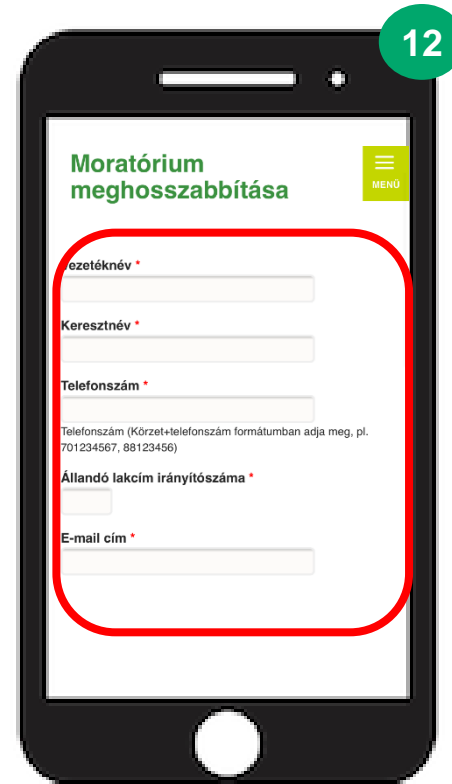 12
Moratórium
meghosszabbítása
MENÜ
Vezetéknév *
Keresztnév *
Telefonszám *
Telefonszám (Körzet+telefonszám formátumban adja meg, pl.
701234567, 88123456)
Állandó lakcím irányítószáma *
E-mail cím *